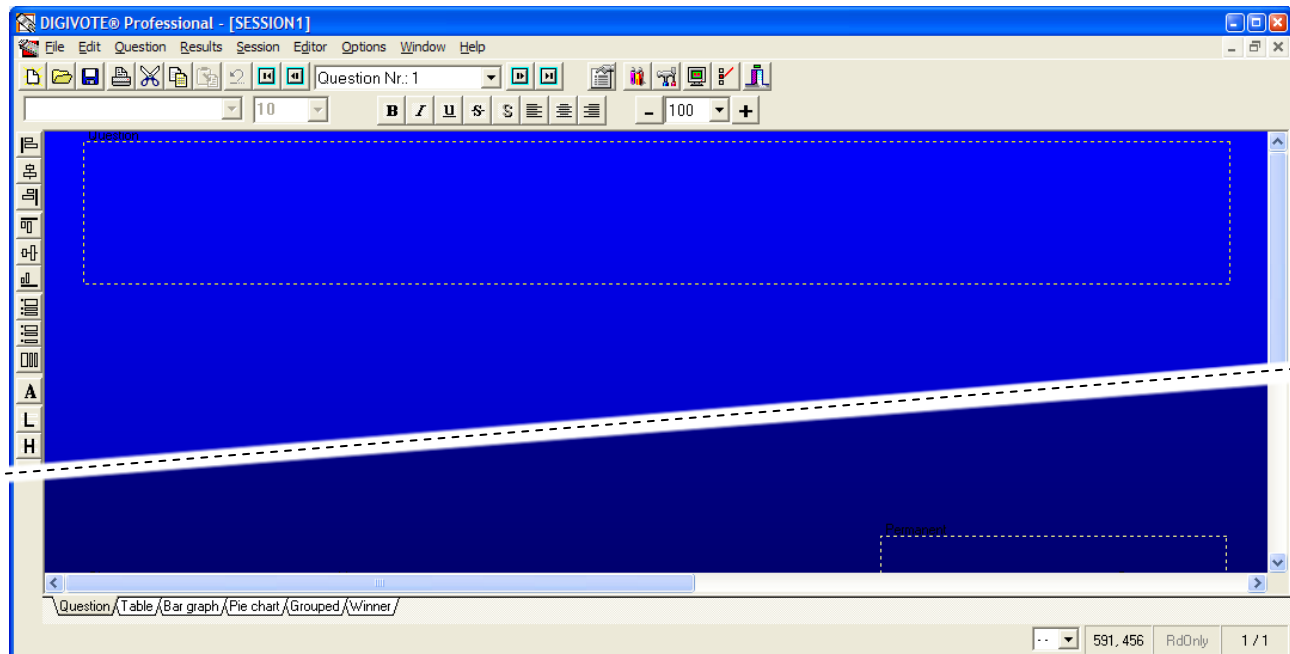 DIGIVOTE® Professional - [SESSION1]
File Edit Question Results Session Editor Options Window Help
Question Nr.: 1
10 B I U S S - 100 +
Question
A
L
H
Permanent
Question Table Bar graph Pie chart Grouped Winner
-- 591, 456 RdOnly 1 / 1